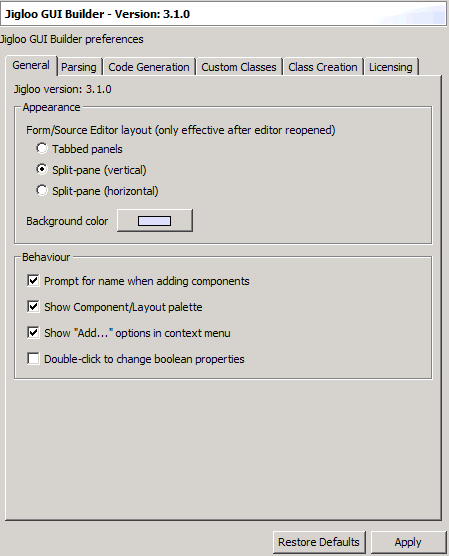 Jigloo GUI Builder - Version: 3.1.0
Jigloo GUI Builder preferences
General Parsing Code Generation Custom Classes Class Creation Licensing
Jigloo version: 3.1.0
Appearance
Form/Source Editor layout (only effective after editor reopened)
Tabbed panels
Split-pane (vertical)
Split-pane (horizontal)
Background color
Behaviour
Prompt for name when adding components
Show Component/Layout palette
Show "Add..." options in context menu
Double-click to change boolean properties
Restore Defaults Apply